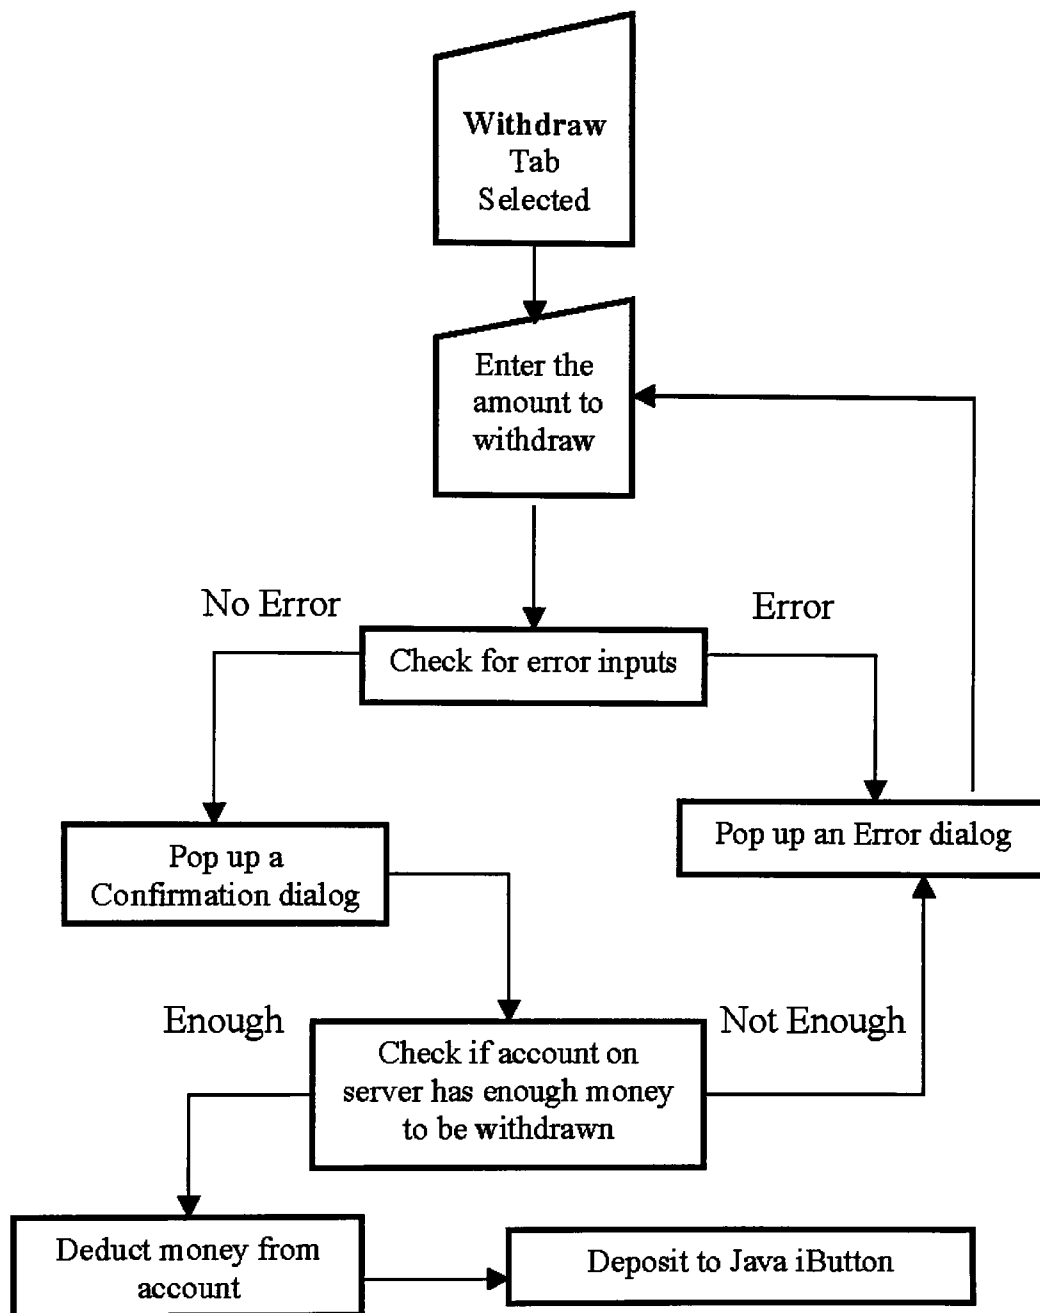 Withdraw
Tab
Selected
Enter the
amount to
withdraw
No Error
Error
Check for error inputs
Pop up a
Confirmation dialog
Pop up an Error dialog
Enough
Not Enough
Check if account on
server has enough money
to be withdrawn
Deduct money from
account
Deposit to Java iButton